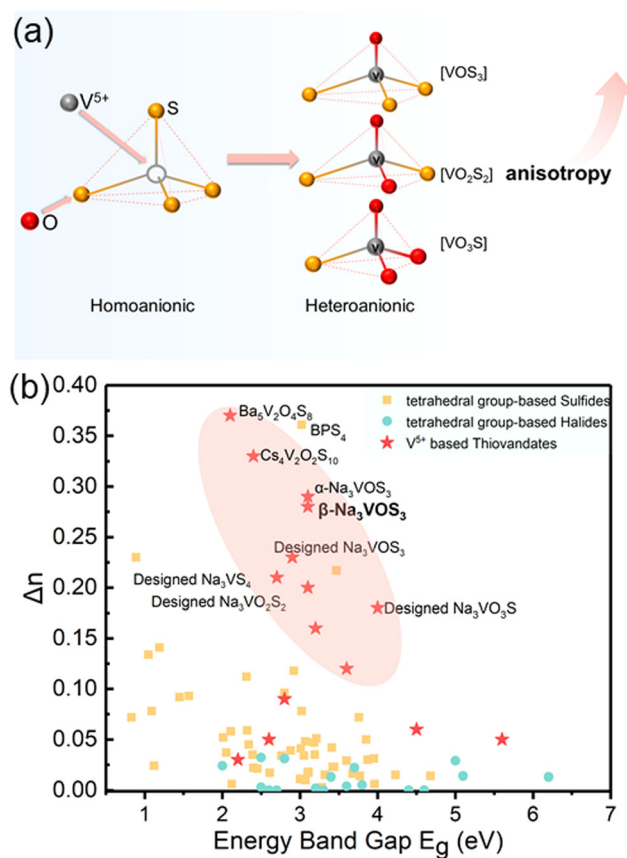 (a)
V5+
S
O
Homoanionic
[VOS3]
V
[VO2S2]
V
anisotropy
[VO3S]
V
Heteroanionic
(b)
0.40
0.35
0.30
0.25
0.20
0.15
0.10
0.05
0.00
Δn
tetrahedral group-based Sulfides
tetrahedral group-based Halides
V5+ based Thiovandates
Ba5V2O4S8
BPS4
Cs4V2O2S10
α-Na3VOS3
β-Na3VOS3
Designed Na3VOS3
Designed Na3VS4
Designed Na3VO2S2
Designed Na3VO3S
1 2 3 4 5 6 7
Energy Band Gap Eg (eV)